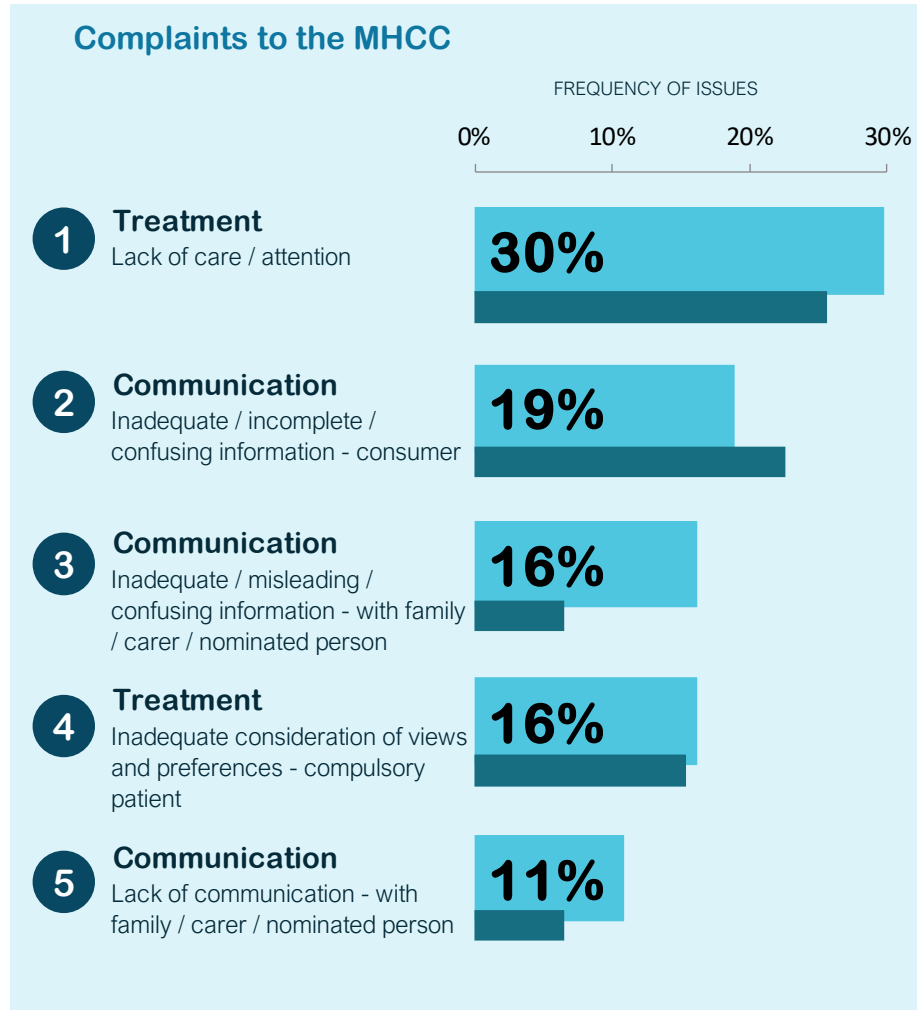 Complaints to the MHCC
FREQUENCY OF ISSUES
0% 10% 20% 30%
1 Treatment
Lack of care / attention
30%
2 Communication
Inadequate / incomplete /
confusing information - consumer
19%
3 Communication
Inadequate / misleading /
confusing information - with family
/ carer / nominated person
16%
4 Treatment
Inadequate consideration of views
and preferences - compulsory
patient
16%
5 Communication
Lack of communication - with
family / carer / nominated person
11%